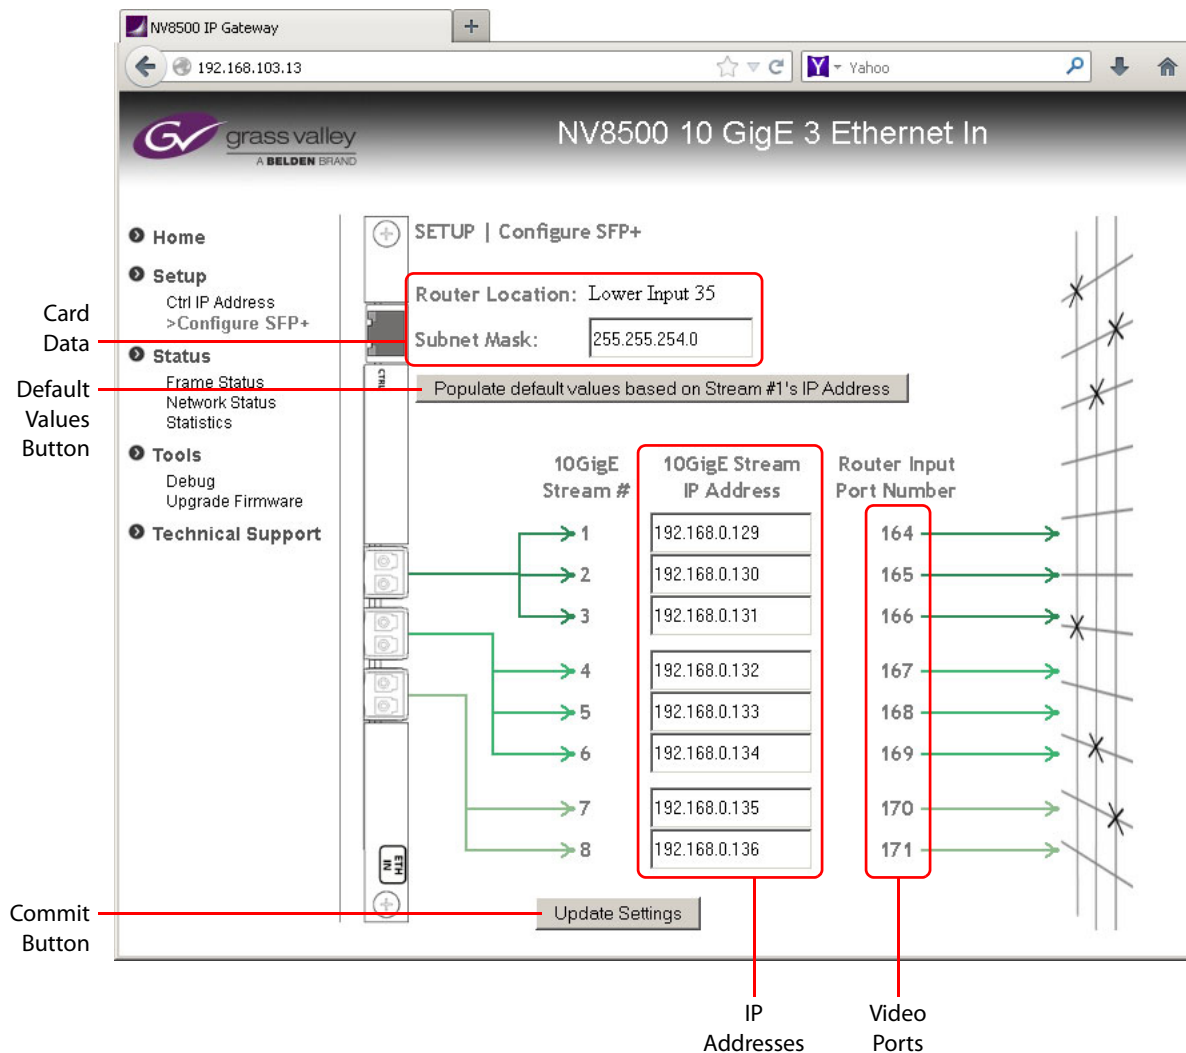 NV8500 IP Gateway
+
192.168.103.13
Yahoo
grass valley
A BELDEN BRAND
NV8500 10 GigE 3 Ethernet In
Home
Setup
Ctrl IP Address
>Configure SFP+
Status
Frame Status
Network Status
Statistics
Tools
Debug
Upgrade Firmware
Technical Support
SETUP | Configure SFP+
Router Location: Lower Input 35
Subnet Mask: 255.255.254.0
Populate default values based on Stream #1's IP Address
10GigE
Stream #
10GigE Stream
IP Address
Router Input
Port Number
1 192.168.0.129 164
2 192.168.0.130 165
3 192.168.0.131 166
4 192.168.0.132 167
5 192.168.0.133 168
6 192.168.0.134 169
7 192.168.0.135 170
8 192.168.0.136 171
ETH
IN
Update Settings
Card
Data
Default
Values
Button
Commit
Button
IP
Addresses
Video
Ports